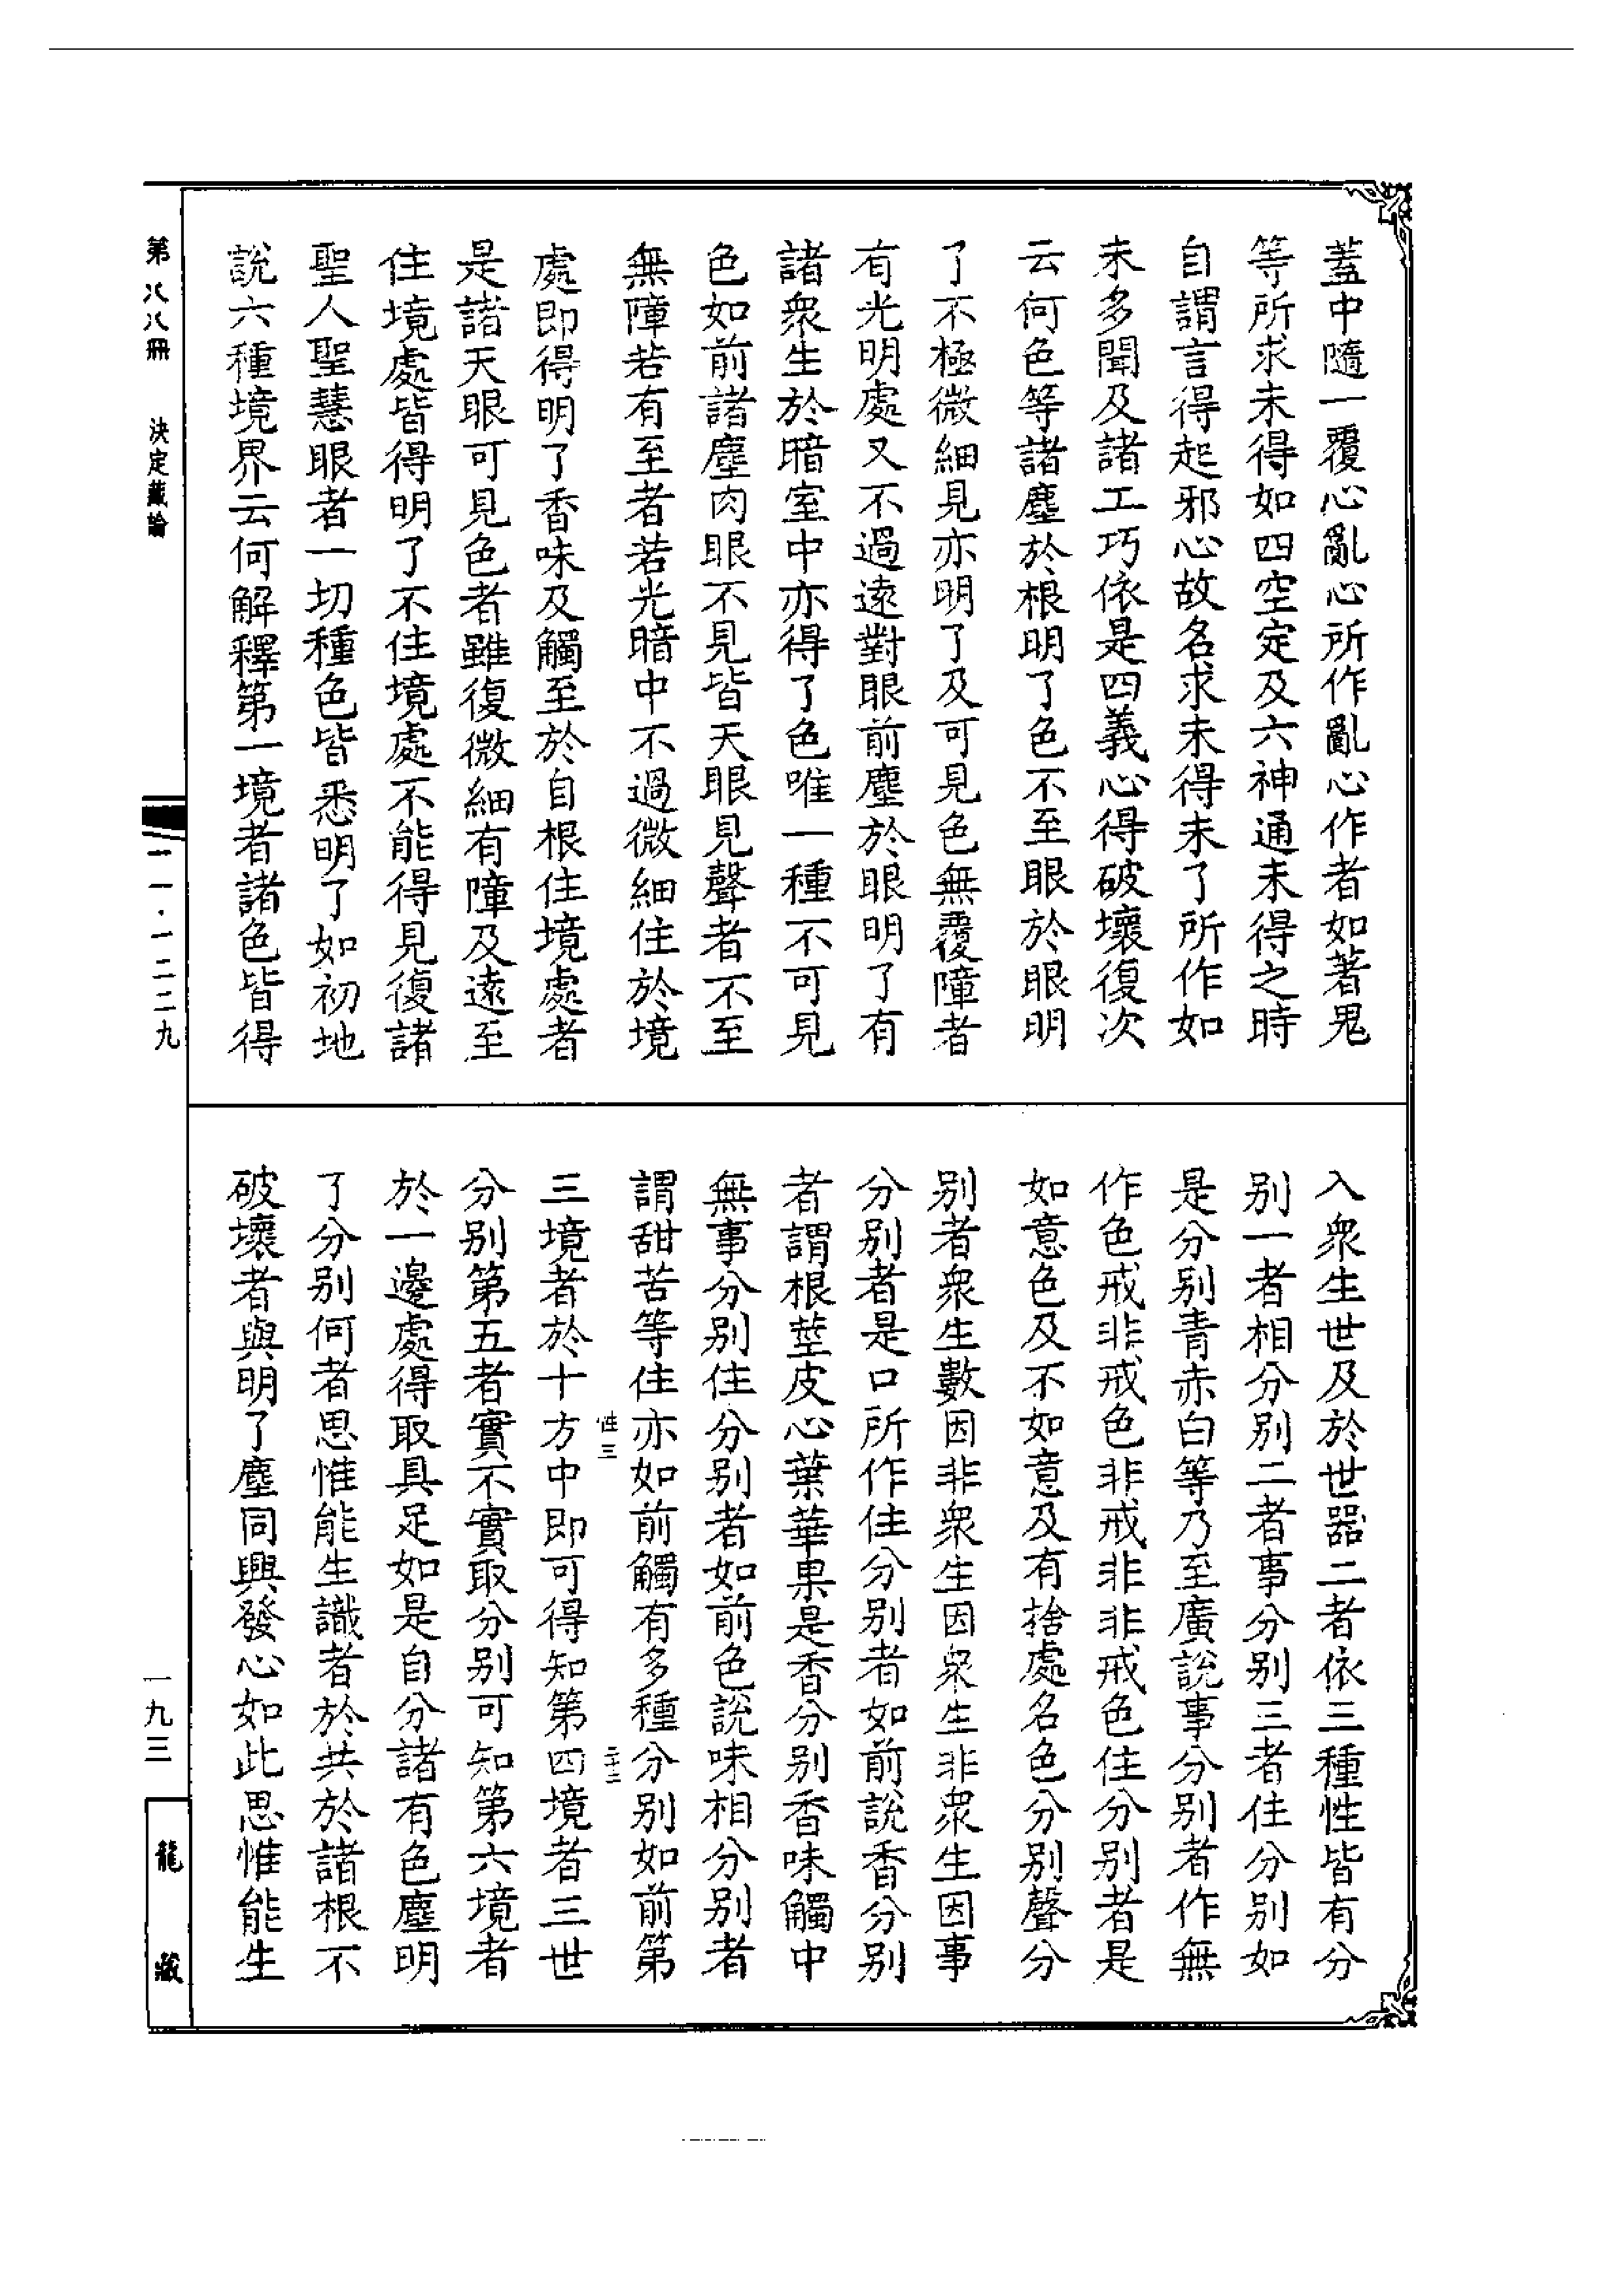 蓋中隨一覆心亂心所作亂心作者如著鬼
等所求未得如四空定及六神通未得之時
自謂言得起邪心故名求未得未了所作如
未多聞及諸工巧依是四義心得破壞復次
云何色等諸塵於根明了色不至眼於眼明
了不極微細見亦明了及可見色無覆障者
有光明處又不過遠對眼前塵於眼明了有
諸眾生於暗室中亦得了色唯一種不可見
色如前諸塵肉眼不見皆天眼見聲者不至
無障若有至者若光暗中不過微細住於境
處即得明了香味及觸至於自根住境處者
是諸天眼可見色者雖復微細有障及遠至
住境處皆得明了不住境處不能得見復諸
聖人聖慧眼者一切種色皆悉明了如初地
說六種境界云何解釋第一境者諸色皆得
入眾生世及於世器二者依三種性皆有分
別一者相分別二者事分別三者住分別如
是分別青赤白等乃至廣說事分別者作無
作色戒非戒色非戒非非戒色住分別者是
如意色及不如意及有捨處名色分別聲分
別者眾生數因非眾生因眾生非眾生因事
分別者是口所作住分別者如前說香分別
者謂根莖皮心葉華果是香分別香味觸中
無事分別住分別者如前色說味相分別者
謂甜苦等住亦如前觸有多種分別如前第
三境者於十方中即可得知第四境者三世
分別第五者實不實取分別可知第六境者
於一邊處得取具足如是自分諸有色塵明
了分別何者思惟能生識者於共於諸根不
破壞者與明了塵同興發心如此思惟能生
性三
二十二
第八八冊　決定藏論
一一·一二二九
一九三
龍藏